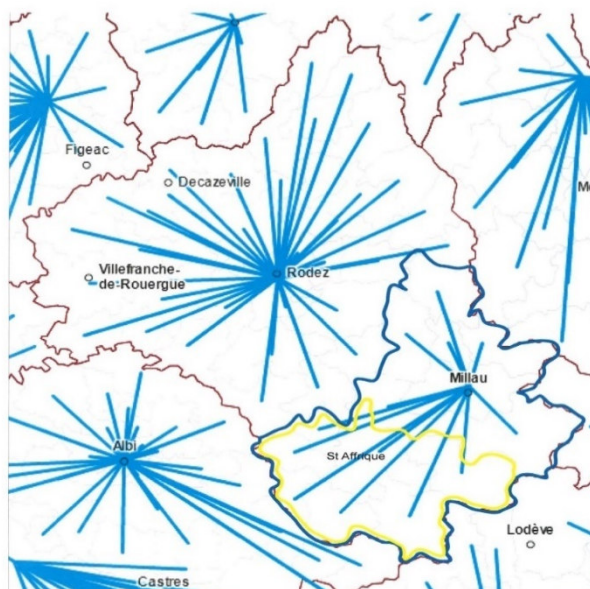 Figeac
Decazeville
Villefranche-
de-Rouergue
Rodez
Millau
Albi
St Affrique
Lodève
Castres